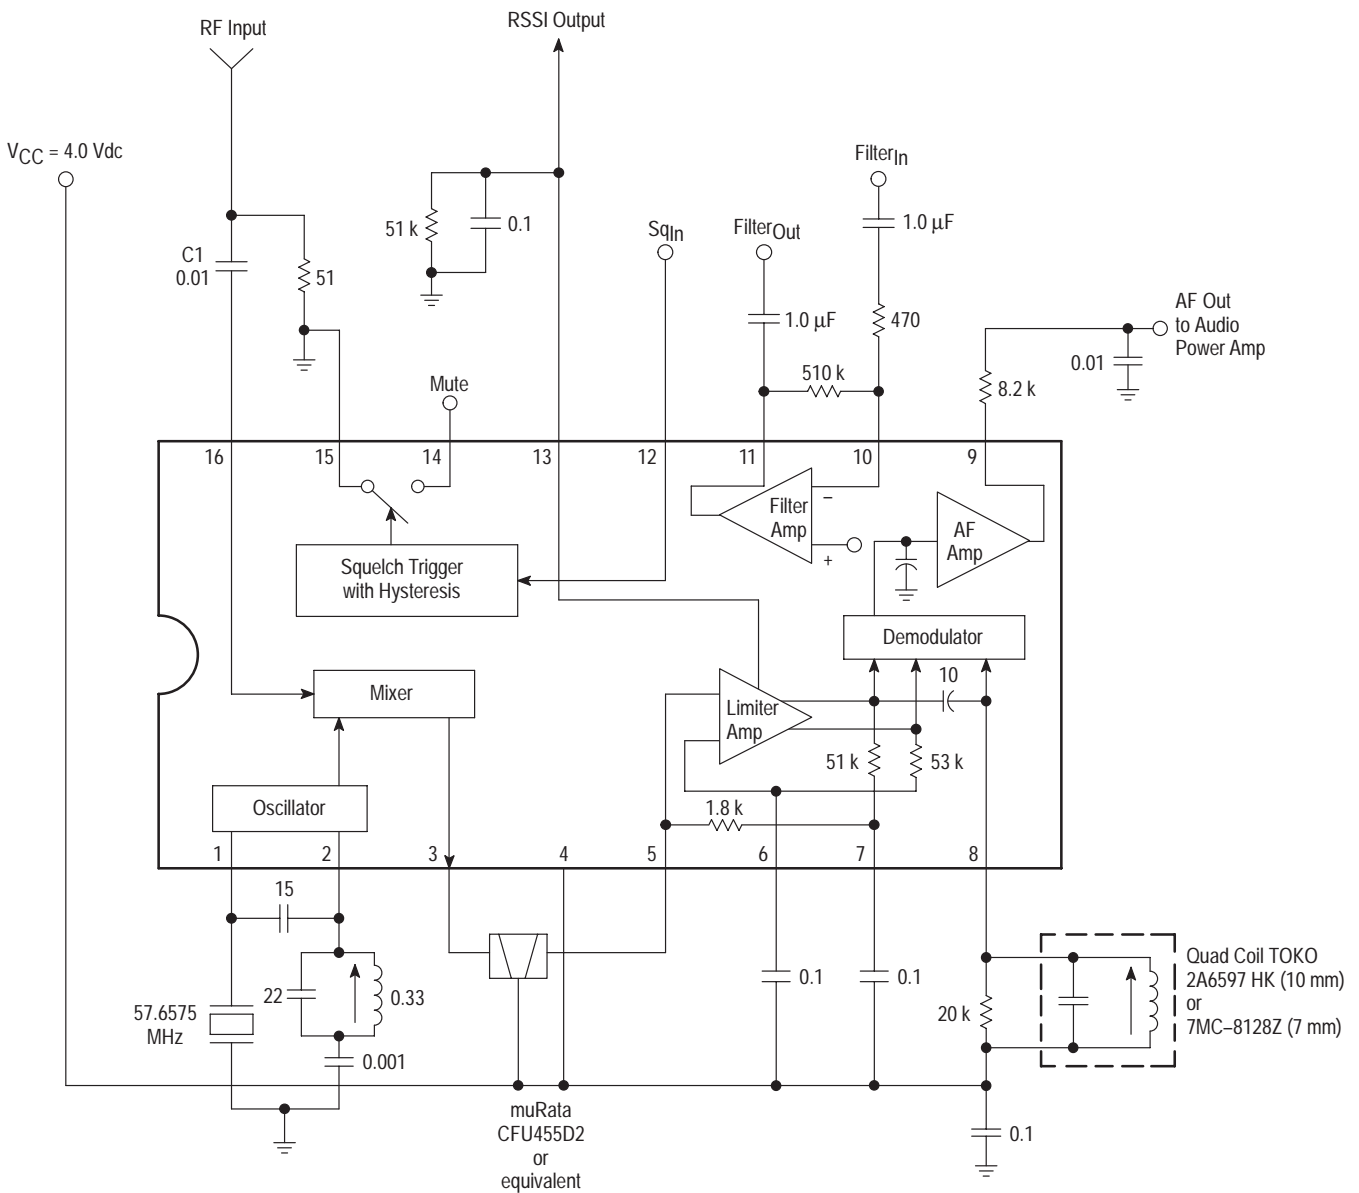 RF Input
RSSI Output
VCC = 4.0 Vdc
FilterIn
51 k
0.1
SqIn
FilterOut
1.0 µF
C1
0.01
51
1.0 µF
470
AF Out
to Audio
Power Amp
0.01
Mute
510 k
8.2 k
16
15
14
13
12
11
10
9
Filter
Amp
–
+
AF
Amp
Squelch Trigger
with Hysteresis
Demodulator
10
Mixer
Limiter
Amp
51 k
53 k
Oscillator
1.8 k
1
2
3
4
5
6
7
8
15
22
0.33
57.6575
MHz
0.001
0.1
0.1
20 k
Quad Coil TOKO
2A6597 HK (10 mm)
or
7MC–8128Z (7 mm)
muRata
CFU455D2
or
equivalent
0.1